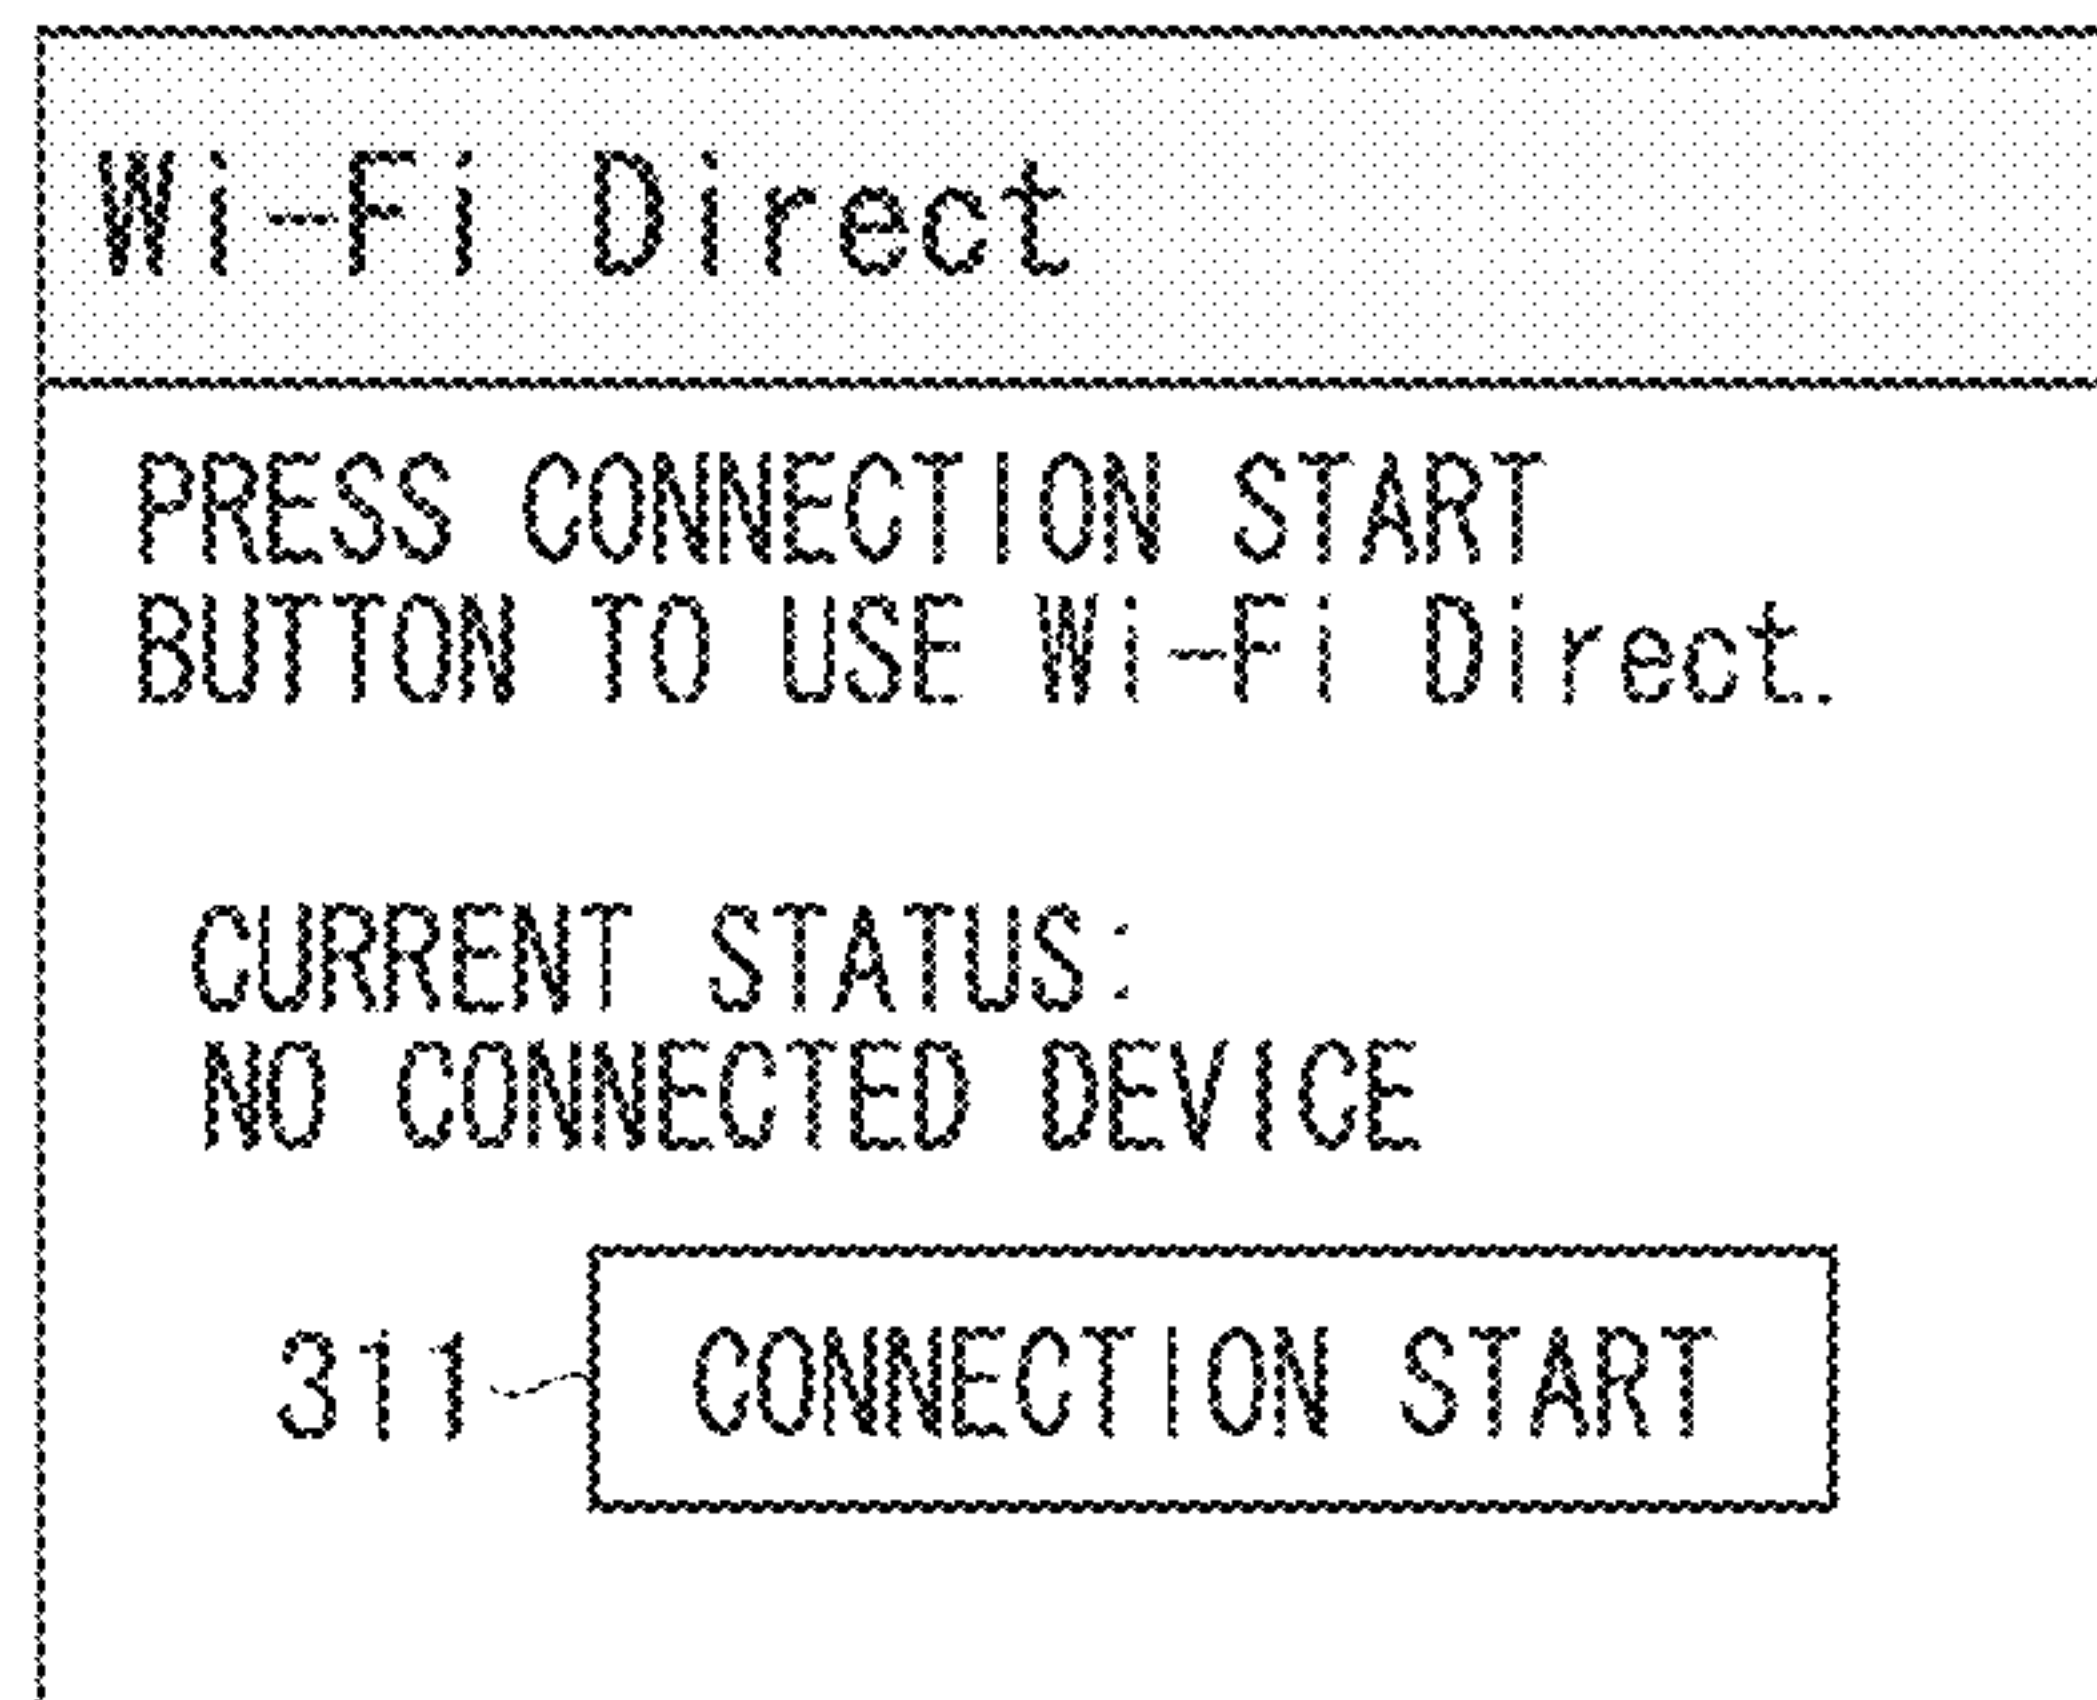 Wi-Fi Direct
PRESS CONNECTION START
BUTTON TO USE Wi-Fi Direct.
CURRENT STATUS:
NO CONNECTED DEVICE
311 CONNECTION START